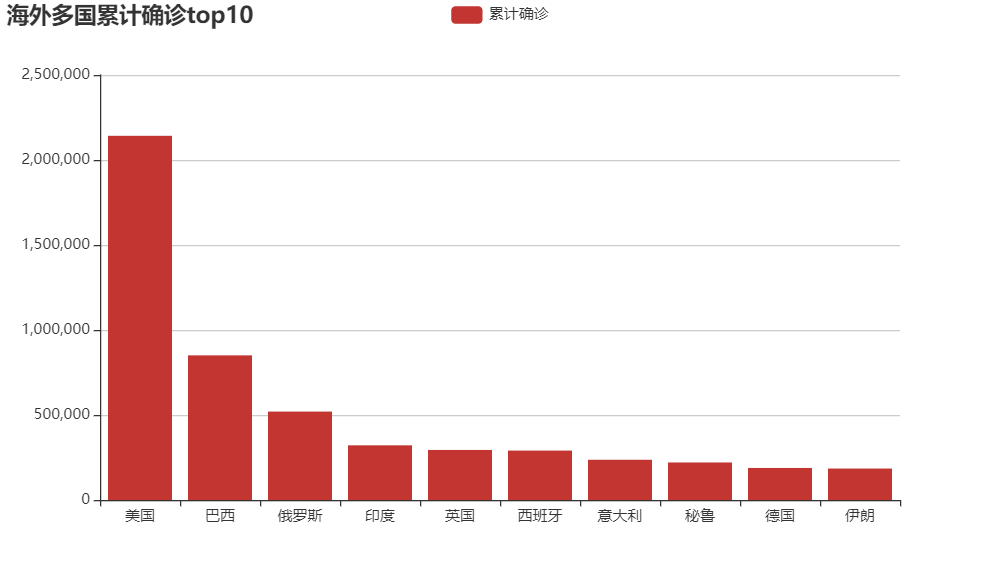 海外多国累计确诊top10
累计确诊
2,500,000
2,000,000
1,500,000
1,000,000
500,000
0
美国 巴西 俄罗斯 印度 英国 西班牙 意大利 秘鲁 德国 伊朗